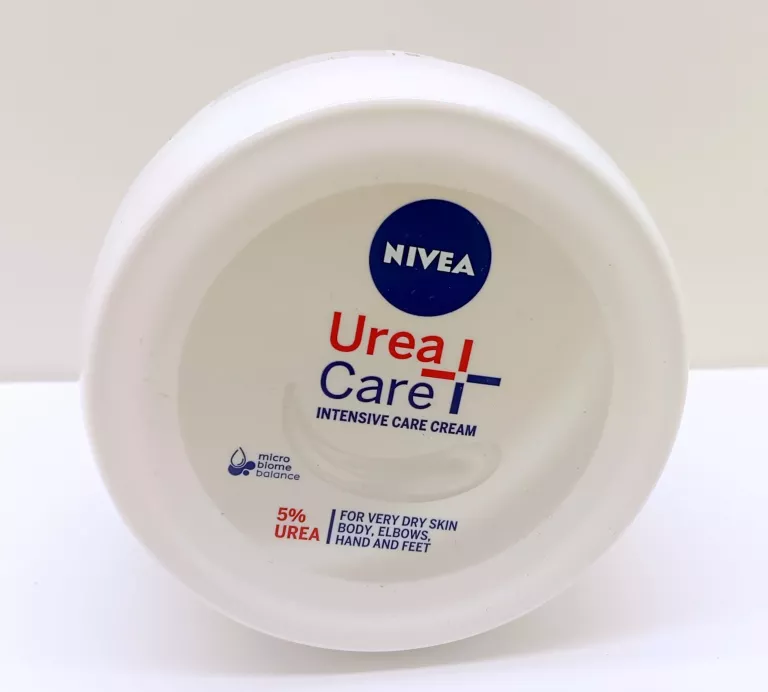 NIVEA
Urea
Care
INTENSIVE CARE CREAM
micro
biome
balance
5%
UREA
FOR VERY DRY SKIN
BODY, ELBOWS,
HAND AND FEET